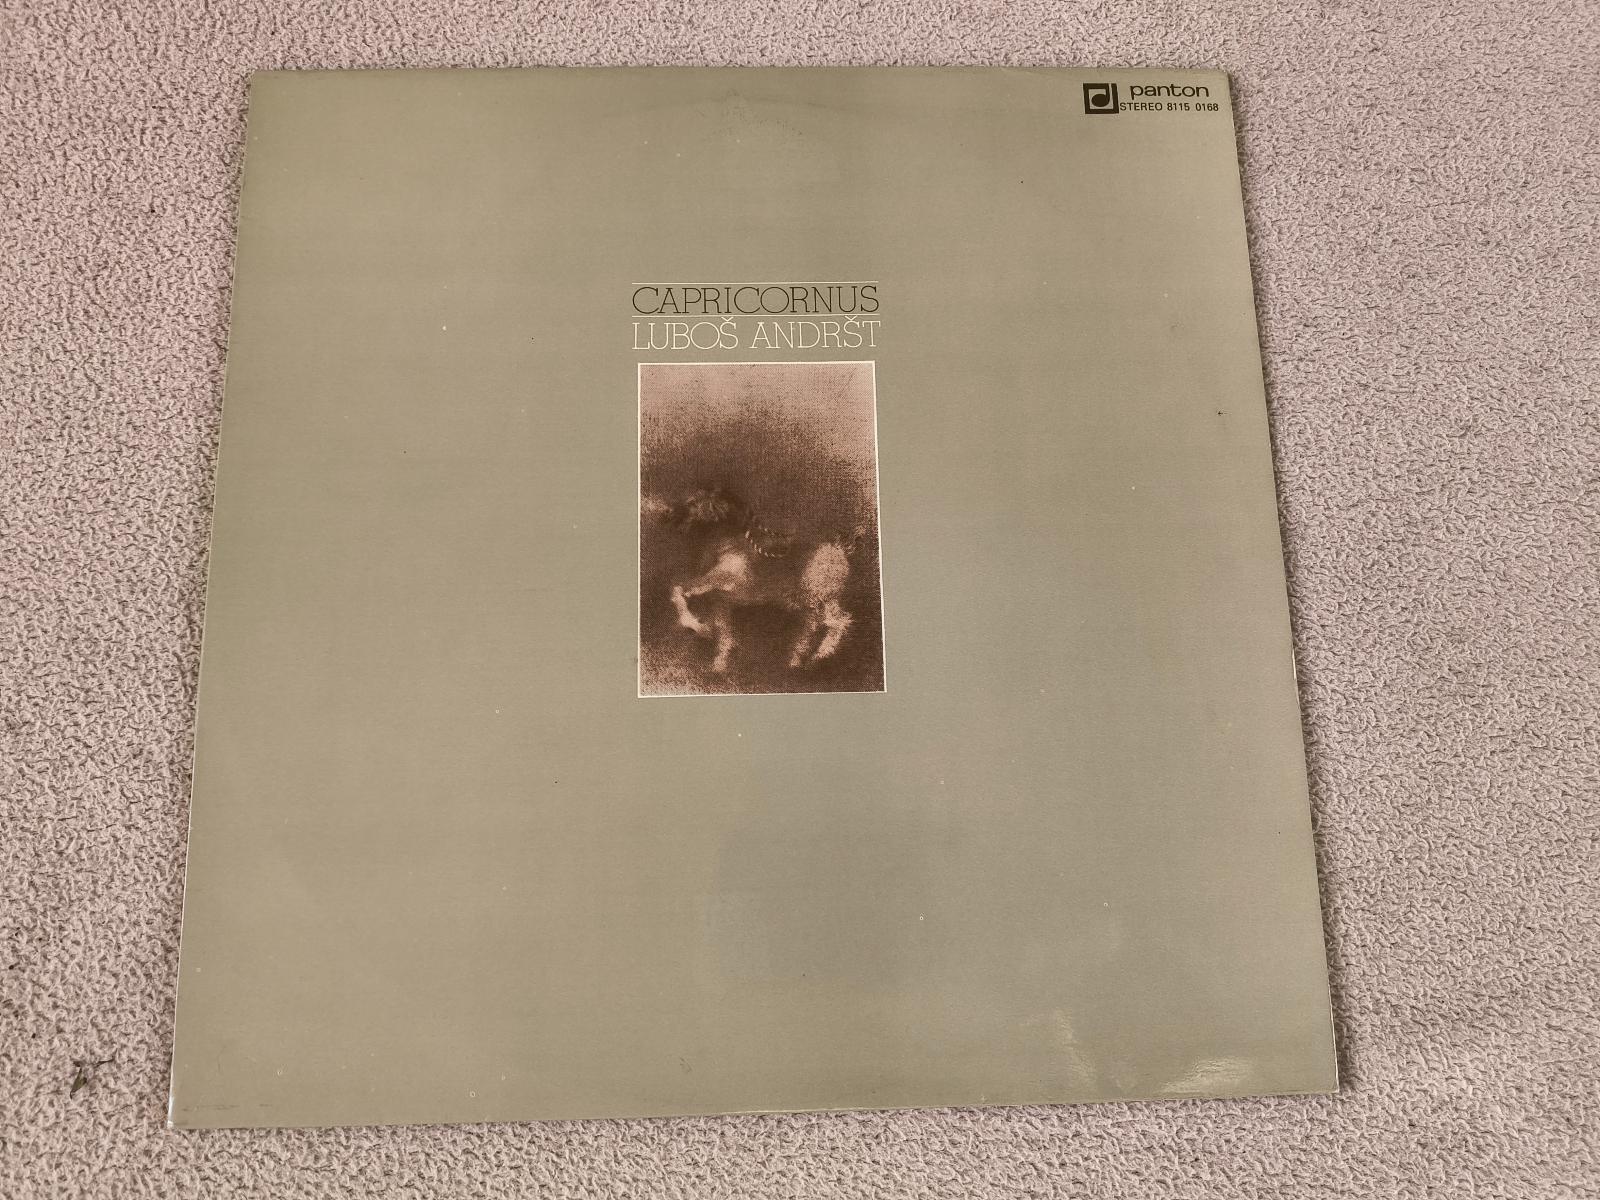 panton
STEREO 8115 0168
CAPRICORNUS
LUBOŠ ANDRŠT